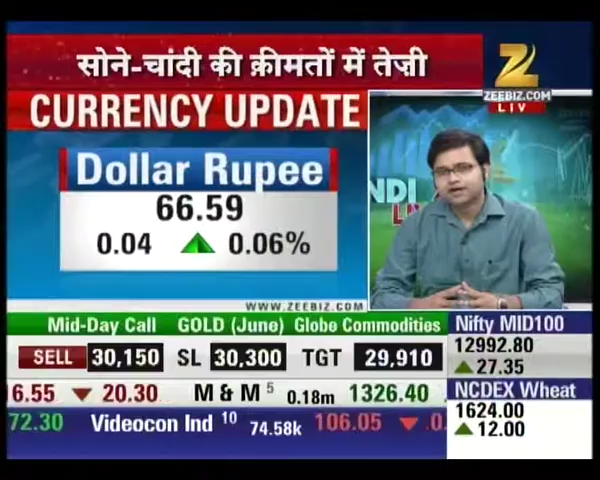 सोने-चांदी की क़ीमतों में तेज़ी
Z
ZEEBIZ.COM
LIV
CURRENCY UPDATE
Dollar Rupee
66.59
0.04 ▲ 0.06%
NDI
WWW.ZEEBIZ.COM
Mid-Day Call GOLD (June) Globe Commodities
SELL 30,150 SL 30,300 TGT 29,910
6.55 ▼ 20.30 M & M 5 0.18m 1326.40
72.30 Videocon Ind 10 74.58k 106.05 ▼ .0
Nifty MID100
12992.80
▲ 27.35
NCDEX Wheat
1624.00
▲ 12.00